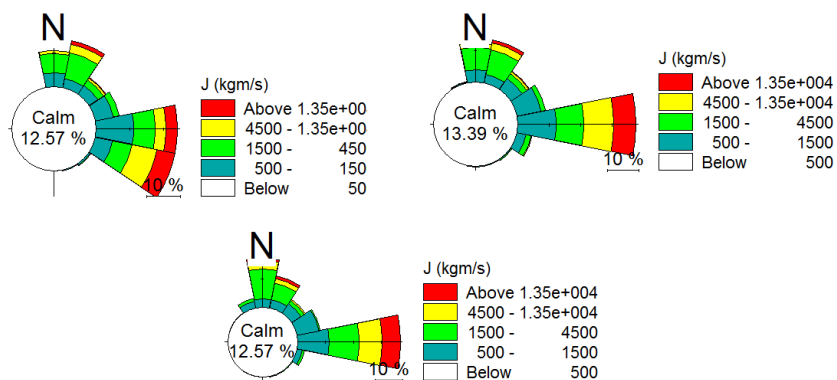 N
Calm
12.57 %
10 %
J (kgm/s)
Above 1.35e+00
4500 - 1.35e+00
1500 - 450
500 - 150
Below 50
N
Calm
13.39 %
10 %
J (kgm/s)
Above 1.35e+004
4500 - 1.35e+004
1500 - 4500
500 - 1500
Below 500
N
Calm
12.57 %
10 %
J (kgm/s)
Above 1.35e+004
4500 - 1.35e+004
1500 - 4500
500 - 1500
Below 500